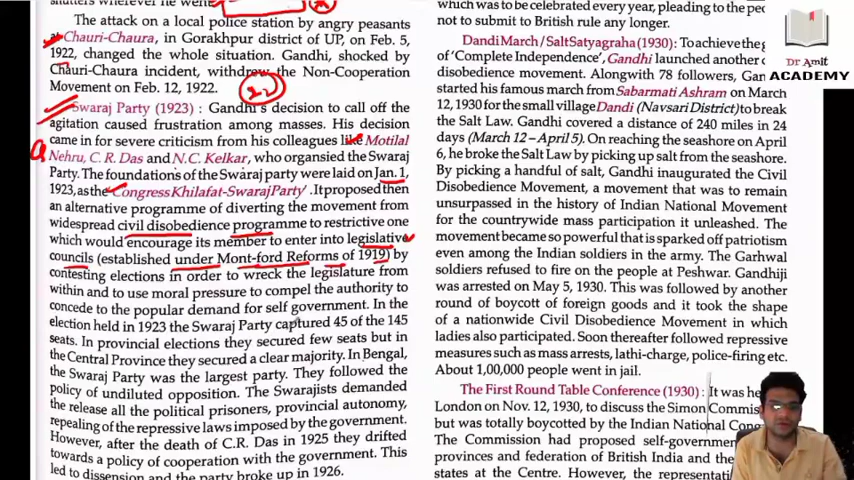 shutters wherever he went.
The attack on a local police station by angry peasants
at Chauri-Chaura, in Gorakhpur district of UP, on Feb. 5,
1922, changed the whole situation. Gandhi, shocked by
Chauri-Chaura incident, withdrew the Non-Cooperation
Movement on Feb. 12, 1922.
22
Swaraj Party (1923) : Gandhi's decision to call off the
agitation caused frustration among masses. His decision
came in for severe criticism from his colleagues like Motilal
Nehru, C.R. Das and N.C. Kelkar, who organsied the Swaraj
Party. The foundations of the Swaraj party were laid on Jan. 1,
1923, as the 'Congress Khilafat-Swaraj Party'. It proposed then
an alternative programme of diverting the movement from
widespread civil disobedience programme to restrictive one
which would encourage its member to enter into legislative
councils (established under Mont-ford Reforms of 1919) by
contesting elections in order to wreck the legislature from
within and to use moral pressure to compel the authority to
concede to the popular demand for self government. In the
election held in 1923 the Swaraj Party captured 45 of the 145
seats. In provincial elections they secured few seats but in
the Central Province they secured a clear majority. In Bengal,
the Swaraj Party was the largest party. They followed the
policy of undiluted opposition. The Swarajists demanded
the release all the political prisoners, provincial autonomy,
repealing of the repressive laws imposed by the government.
However, after the death of C.R. Das in 1925 they drifted
towards a policy of cooperation with the government. This
led to dissension and the party broke up in 1926.
which was to be celebrated every year, pleading to the
not to submit to British rule any longer.
Dandi March / Salt Satyagraha (1930) : To achieve the
of 'Complete Independence', Gandhi launched another
disobedience movement. Alongwith 78 followers,
started his famous march from Sabarmati Ashram on March
12, 1930 for the small village Dandi (Navsari District) to break
the Salt Law. Gandhi covered a distance of 240 miles in 24
days (March 12 – April 5). On reaching the seashore on April
6, he broke the Salt Law by picking up salt from the seashore.
By picking a handful of salt, Gandhi inaugurated the Civil
Disobedience Movement, a movement that was to remain
unsurpassed in the history of Indian National Movement
for the countrywide mass participation it unleashed. The
movement became so powerful that is sparked off patriotism
even among the Indian soldiers in the army. The Garhwal
soldiers refused to fire on the people at Peshwar. Gandhiji
was arrested on May 5, 1930. This was followed by another
round of boycott of foreign goods and it took the shape
of a nationwide Civil Disobedience Movement in which
ladies also participated. Soon thereafter followed repressive
measures such as mass arrests, lathi-charge, police-firing etc.
About 1,00,000 people went in jail.
The First Round Table Conference (1930) : It was
London on Nov. 12, 1930, to discuss the Simon
but was totally boycotted by the Indian National
The Commission had proposed self-government
provinces and federation of British India and the
states at the Centre. However, the
Dr Amit
ACADEMY